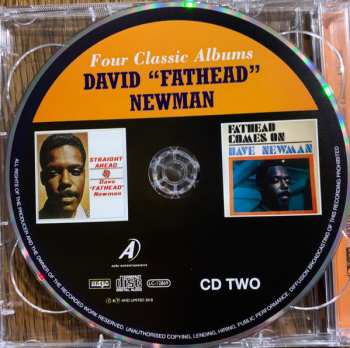 Four Classic Albums
DAVID "FATHEAD"
NEWMAN
STRAIGHT
AHEAD
Dave
"FATHEAD"
Newman
FATHEAD
COMES ON
DAVE NEWMAN
CD TWO
ALL RIGHTS OF THE PRODUCER AND THE OWNER OF THE RECORDED WORK RESERVED. UNAUTHORISED COPYING, LENDING, HIRING, PUBLIC PERFORMANCE, DIFFUSION BROADCASTING OF THIS RECORDING PROHIBITED